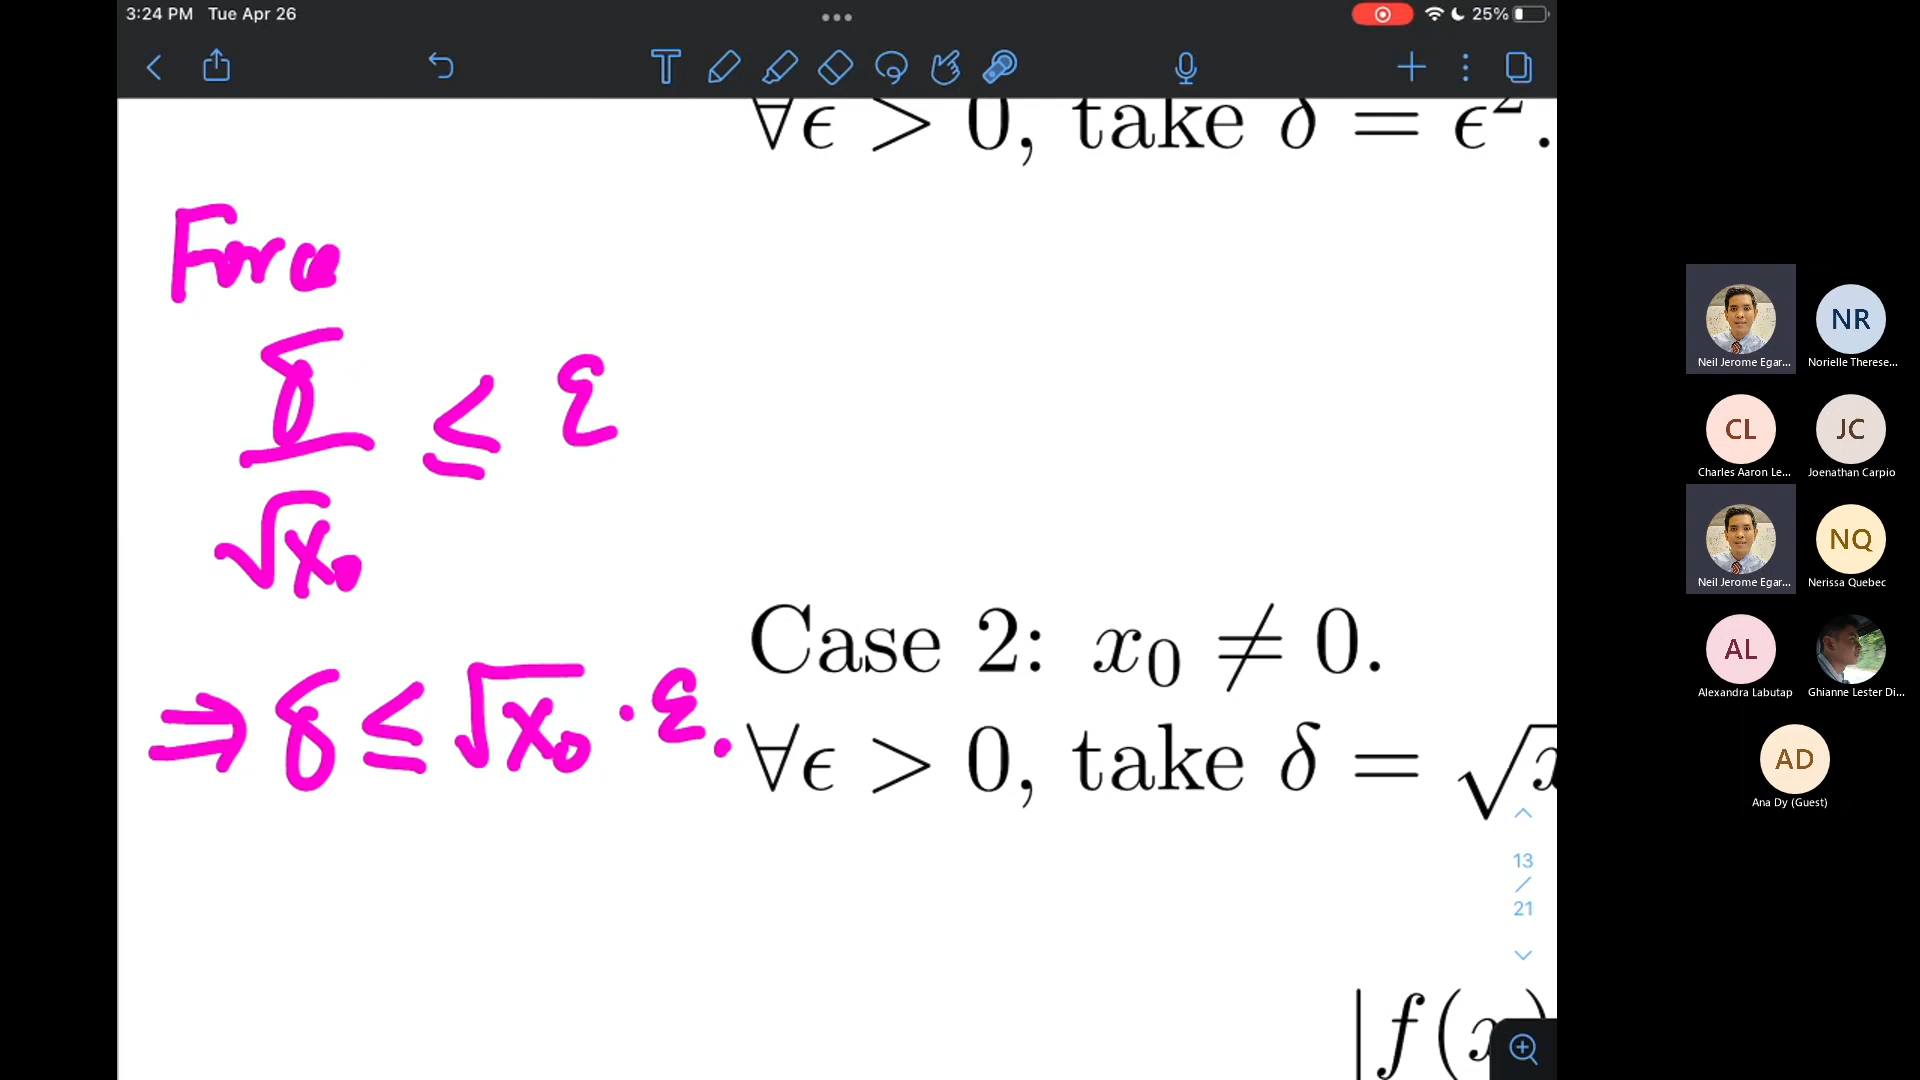 3:24 PM Tue Apr 26
25%
∀ϵ > 0, take δ = ϵ².
Force
δ/√x₀ ≤ ε
⇒ δ ≤ √x₀ · ε.
Case 2: x₀ ≠ 0.
∀ϵ > 0, take δ = √x
13
/
21
|f(x)
Neil Jerome Egar...
NR
Norielle Therese...
CL
Charles Aaron Le...
JC
Joenathan Carpio
Neil Jerome Egar...
NQ
Nerissa Quebec
AL
Alexandra Labutap
Ghianne Lester Di...
AD
Ana Dy (Guest)